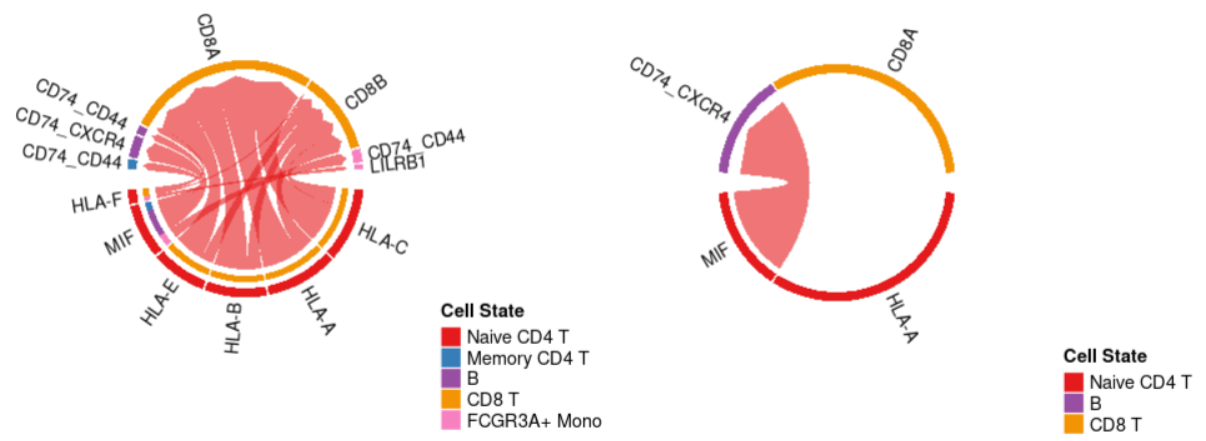 CD8A
CD8B
CD74_CD44
CD74_CXCR4
CD74_CD44
CD74_CD44
LILRB1
HLA-F
MIF
HLA-E
HLA-B
HLA-A
HLA-C
Cell State
Naive CD4 T
Memory CD4 T
B
CD8 T
FCGR3A+ Mono
CD8A
CD74_CXCR4
MIF
HLA-A
Cell State
Naive CD4 T
B
CD8 T